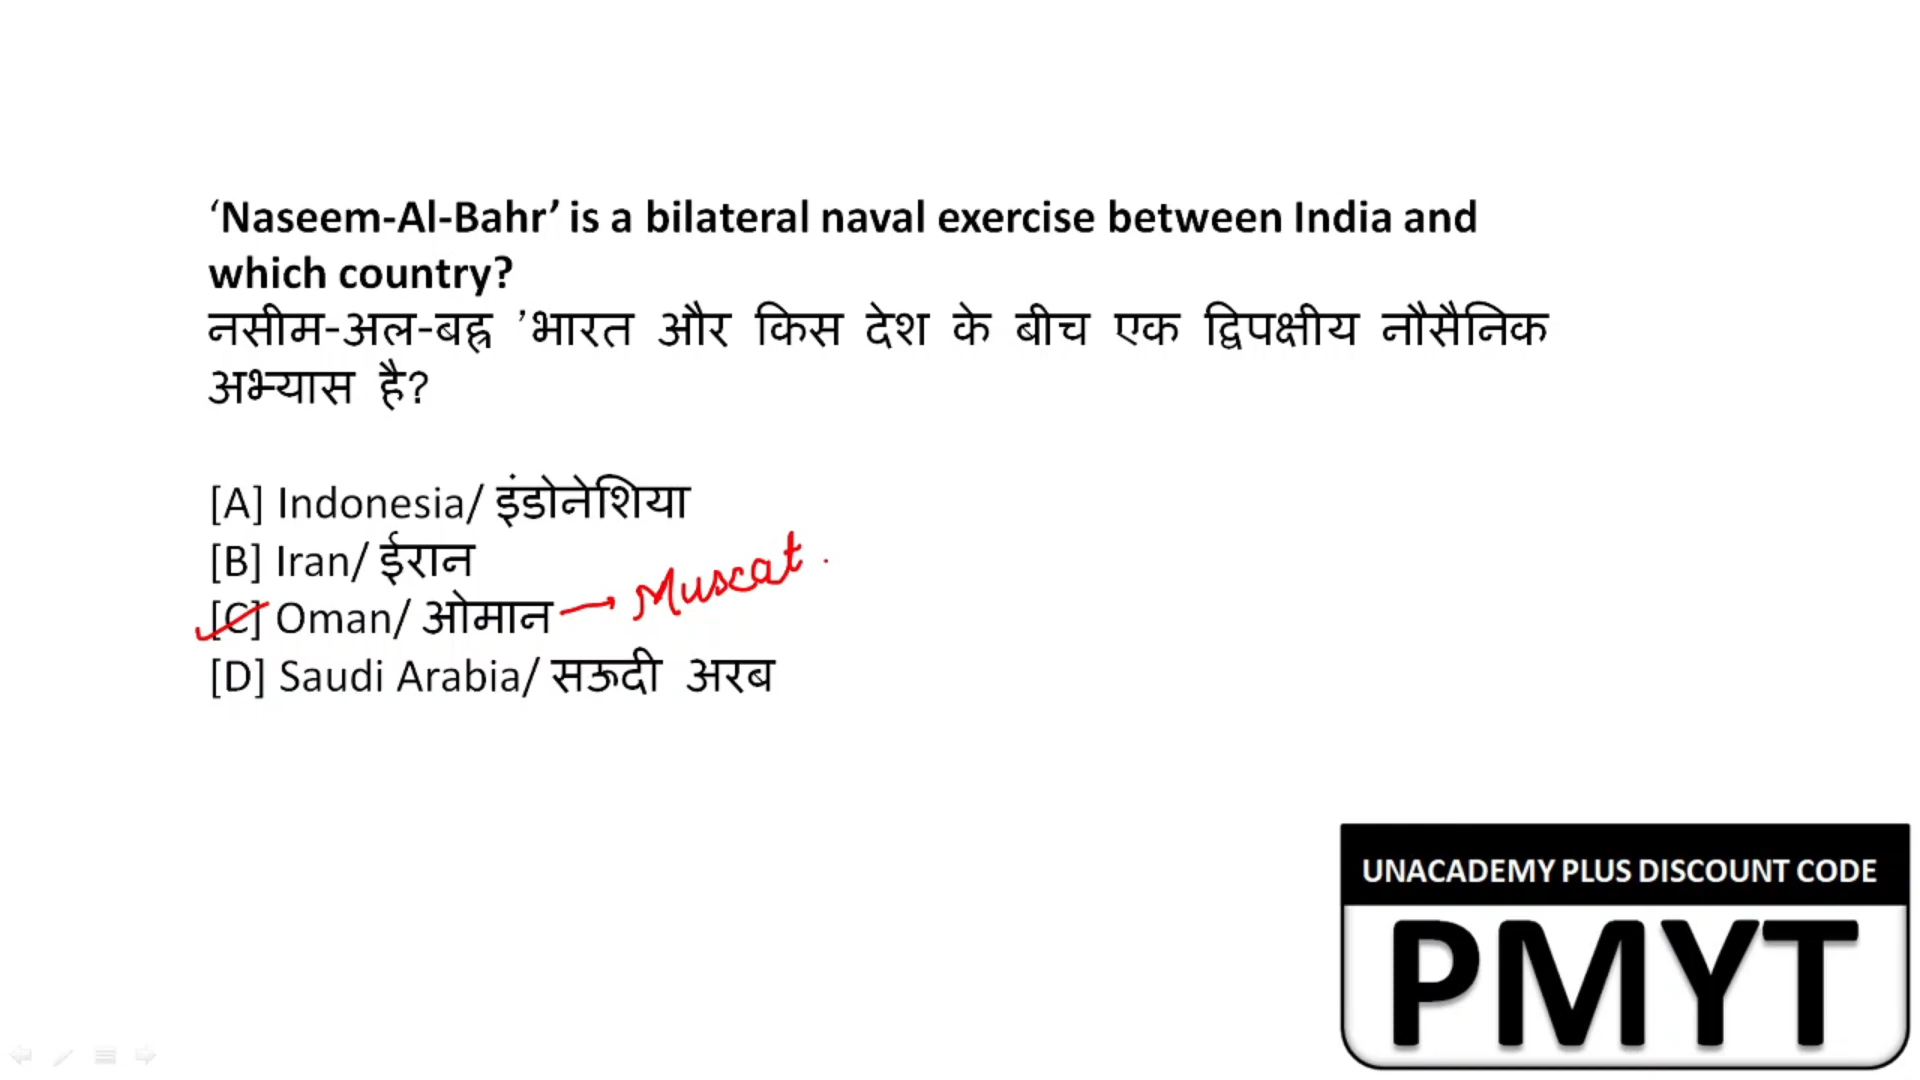 ‘Naseem-Al-Bahr’ is a bilateral naval exercise between India and
which country?
नसीम-अल-बह्र ’भारत और किस देश के बीच एक द्विपक्षीय नौसैनिक
अभ्यास है?
[A] Indonesia/ इंडोनेशिया
[B] Iran/ ईरान
[C] Oman/ ओमान → Muscat.
[D] Saudi Arabia/ सऊदी अरब
UNACADEMY PLUS DISCOUNT CODE
PMYT